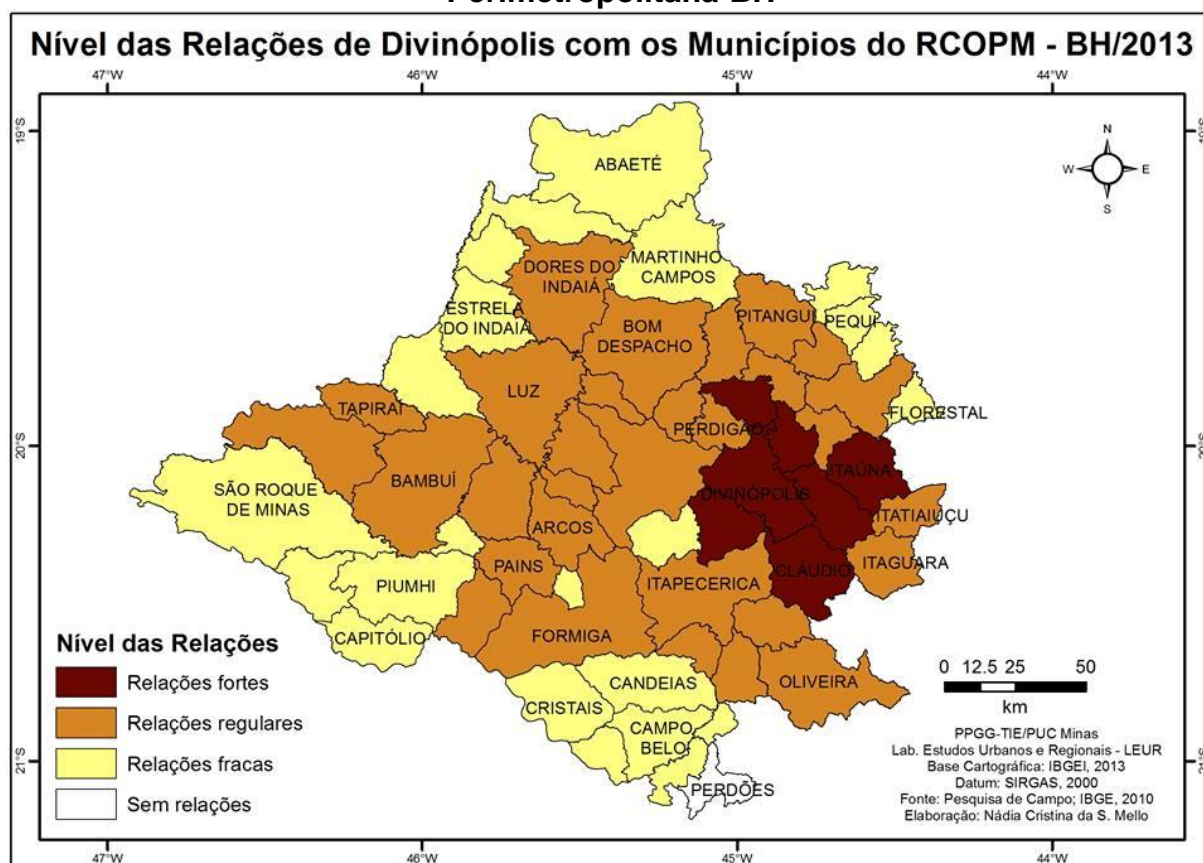 Nível das Relações de Divinópolis com os Municípios do RCOPM - BH/2013
47°W
46°W
45°W
44°W
19°S
N
W
E
S
ABAETÉ
MARTINHO
CAMPOS
DORES DO
INDAIÁ
ESTRELA
DO INDAIÁ
BOM
DESPACHO
PITANGUI
PEQUI
LUZ
TAPIRAÍ
FLORESTAL
PERDIGÃO
20°S
ITAÚNA
BAMBUÍ
SÃO ROQUE
DE MINAS
DIVINÓPOLIS
ITATIAIUÇU
ARCOS
ITAGUARA
CLÁUDIO
PAINS
ITAPECERICA
PIUMHI
CAPITÓLIO
FORMIGA
OLIVEIRA
CANDEIAS
CRISTAIS
CAMPO
BELO
PERDÕES
21°S
Nível das Relações
Relações fortes
Relações regulares
Relações fracas
Sem relações
0 12.5 25 50
km
PPGG-TIE/PUC Minas
Lab. Estudos Urbanos e Regionais - LEUR
Base Cartográfica: IBGEI, 2013
Datum: SIRGAS, 2000
Fonte: Pesquisa de Campo; IBGE, 2010
Elaboração: Nádia Cristina da S. Mello
47°W
46°W
45°W
44°W